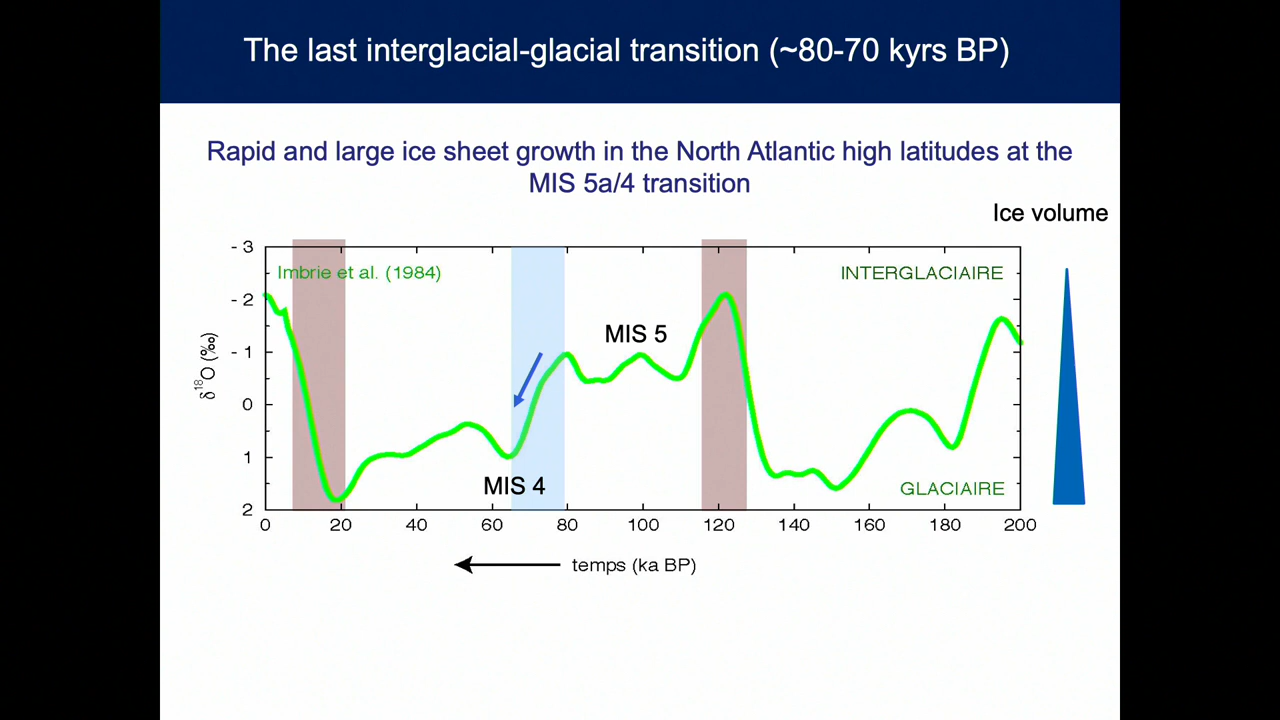 The last interglacial-glacial transition (~80-70 kyrs BP)
Rapid and large ice sheet growth in the North Atlantic high latitudes at the
MIS 5a/4 transition
Ice volume
- 3
- 2
- 1
0
1
2
δ18O (‰)
Imbrie et al. (1984)
INTERGLACIAIRE
MIS 5
MIS 4
GLACIAIRE
0 20 40 60 80 100 120 140 160 180 200
temps (ka BP)